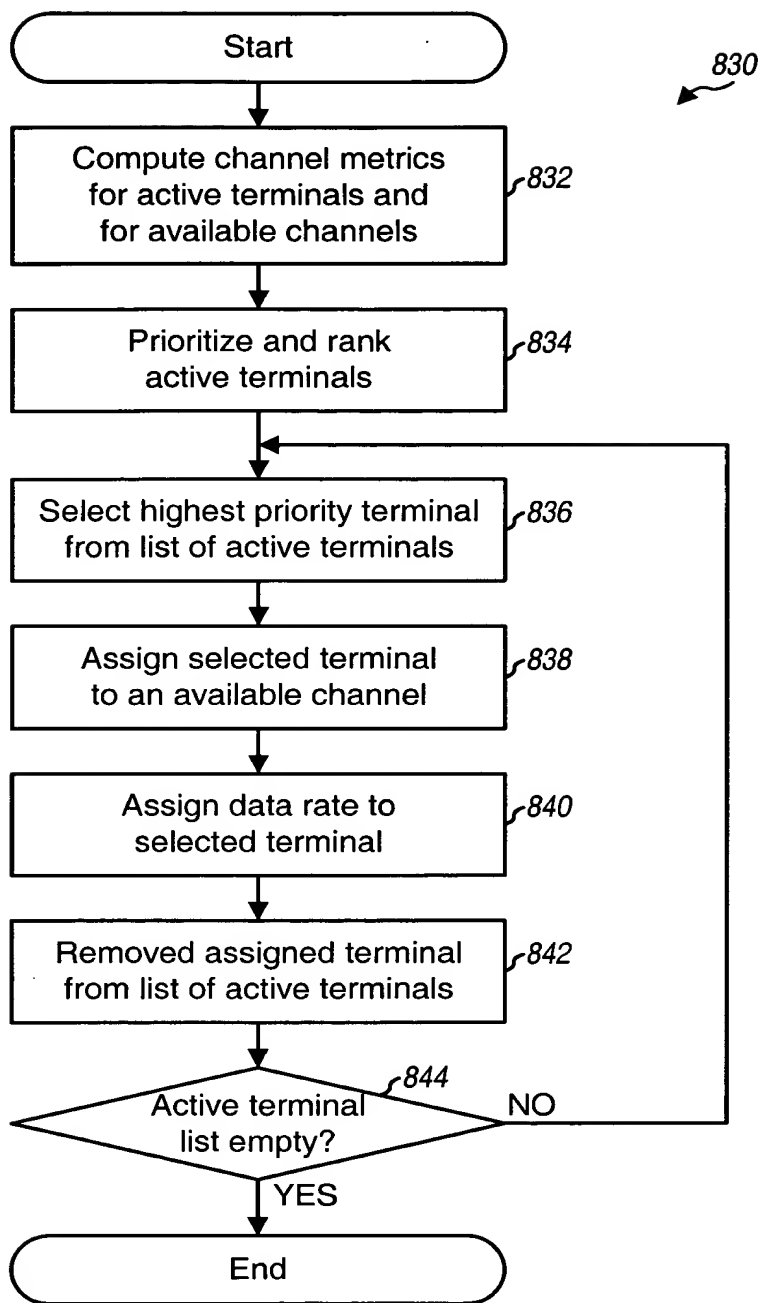 Start
830
Compute channel metrics
for active terminals and
for available channels
832
Prioritize and rank
active terminals
834
Select highest priority terminal
from list of active terminals
836
Assign selected terminal
to an available channel
838
Assign data rate to
selected terminal
840
Removed assigned terminal
from list of active terminals
842
844
Active terminal
list empty?
NO
YES
End